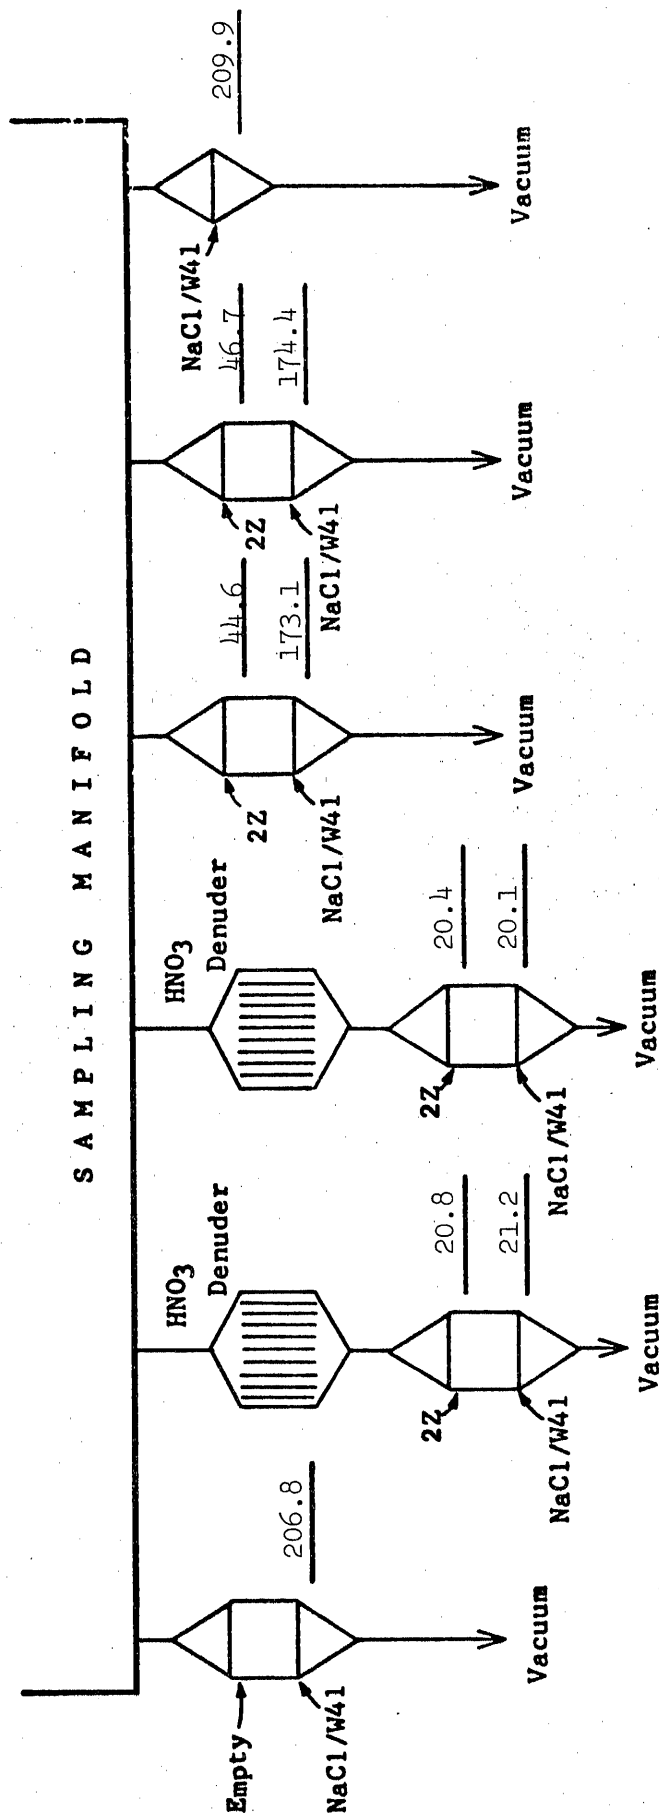 SAMPLING MANIFOLD
Empty
NaCl/W41
206.8
Vacuum
HNO3
Denuder
2Z
20.8
NaCl/W41
21.2
Vacuum
HNO3
Denuder
2Z
20.4
NaCl/W41
20.1
Vacuum
2Z
44.6
NaCl/W41
173.1
Vacuum
2Z
46.7
NaCl/W41
174.4
Vacuum
NaCl/W41
209.9
Vacuum